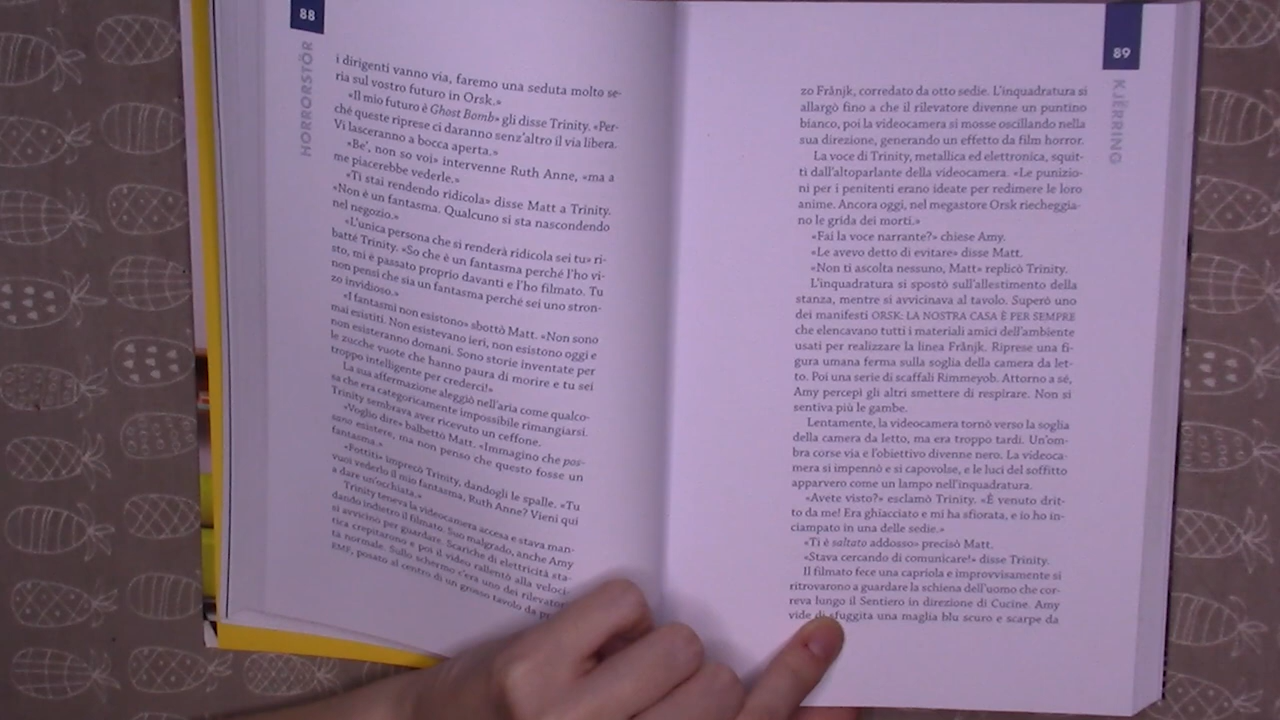 88
HORRORSTÖR
i dirigenti vanno via, faremo una seduta molto se-
ria sul vostro futuro in Orsk.»
«Il mio futuro è Ghost Bomb» gli disse Trinity. «Per-
ché queste riprese ci daranno senz'altro il via libera.
Vi lasceranno a bocca aperta.»
«Be', non so voi» intervenne Ruth Anne, «ma a
me piacerebbe vederle.»
«Ti stai rendendo ridicola» disse Matt a Trinity.
«Non è un fantasma. Qualcuno si sta nascondendo
nel negozio.»
«L'unica persona che si renderà ridicola sei tu» ri-
batté Trinity. «So che è un fantasma perché l'ho vi-
sto, mi è passato proprio davanti e l'ho filmato. Tu
non pensi che sia un fantasma perché sei uno stron-
zo invidioso.»
«I fantasmi non esistono» sbottò Matt. «Non sono
mai esistiti. Non esistevano ieri, non esistono oggi e
non esisteranno domani. Sono storie inventate per
le zucche vuote che hanno paura di morire e tu sei
troppo intelligente per crederci!»
La sua affermazione aleggiò nell'aria come qualco-
sa che era categoricamente impossibile rimangiarsi.
Trinity sembrava aver ricevuto un ceffone.
«Voglio dire» balbettò Matt. «Immagino che pos-
sano esistere, ma non penso che questo fosse un
fantasma.»
«Fottiti» imprecò Trinity, dandogli le spalle. «Tu
vuoi vederlo il mio fantasma, Ruth Anne? Vieni qui
a dare un'occhiata.»
Trinity teneva la videocamera accesa e stava man-
dando indietro il filmato. Suo malgrado, anche Amy
si avvicinò per guardare. Scariche di elettricità sta-
tica crepitarono e poi il video rallentò alla veloci-
tà normale. Sullo schermo c'era uno dei rilevatori
EMF, posato al centro di un grosso tavolo da
89
KJËRRING
zo Frånjk, corredato da otto sedie. L'inquadratura si
allargò fino a che il rilevatore divenne un puntino
bianco, poi la videocamera si mosse oscillando nella
sua direzione, generando un effetto da film horror.
La voce di Trinity, metallica ed elettronica, squit-
tì dall'altoparlante della videocamera. «Le punizio-
ni per i penitenti erano ideate per redimere le loro
anime. Ancora oggi, nel megastore Orsk riecheggia-
no le grida dei morti.»
«Fai la voce narrante?» chiese Amy.
«Le avevo detto di evitare» disse Matt.
«Non ti ascolta nessuno, Matt» replicò Trinity.
L'inquadratura si spostò sull'allestimento della
stanza, mentre si avvicinava al tavolo. Superò uno
dei manifesti ORSK: LA NOSTRA CASA È PER SEMPRE
che elencavano tutti i materiali amici dell'ambiente
usati per realizzare la linea Frånjk. Riprese una fi-
gura umana ferma sulla soglia della camera da let-
to. Poi una serie di scaffali Rimmeyob. Attorno a sé,
Amy percepì gli altri smettere di respirare. Non si
sentiva più le gambe.
Lentamente, la videocamera tornò verso la soglia
della camera da letto, ma era troppo tardi. Un'om-
bra corse via e l'obiettivo divenne nero. La videoca-
mera si impennò e si capovolse, e le luci del soffitto
apparvero come un lampo nell'inquadratura.
«Avete visto?» esclamò Trinity. «È venuto drit-
to da me! Era ghiacciato e mi ha sfiorata, e io ho in-
ciampato in una delle sedie.»
«Ti è saltato addosso» precisò Matt.
«Stava cercando di comunicare!» disse Trinity.
Il filmato fece una capriola e improvvisamente si
ritrovarono a guardare la schiena dell'uomo che cor-
reva lungo il Sentiero in direzione di Cucine. Amy
vide di sfuggita una maglia blu scuro e scarpe da